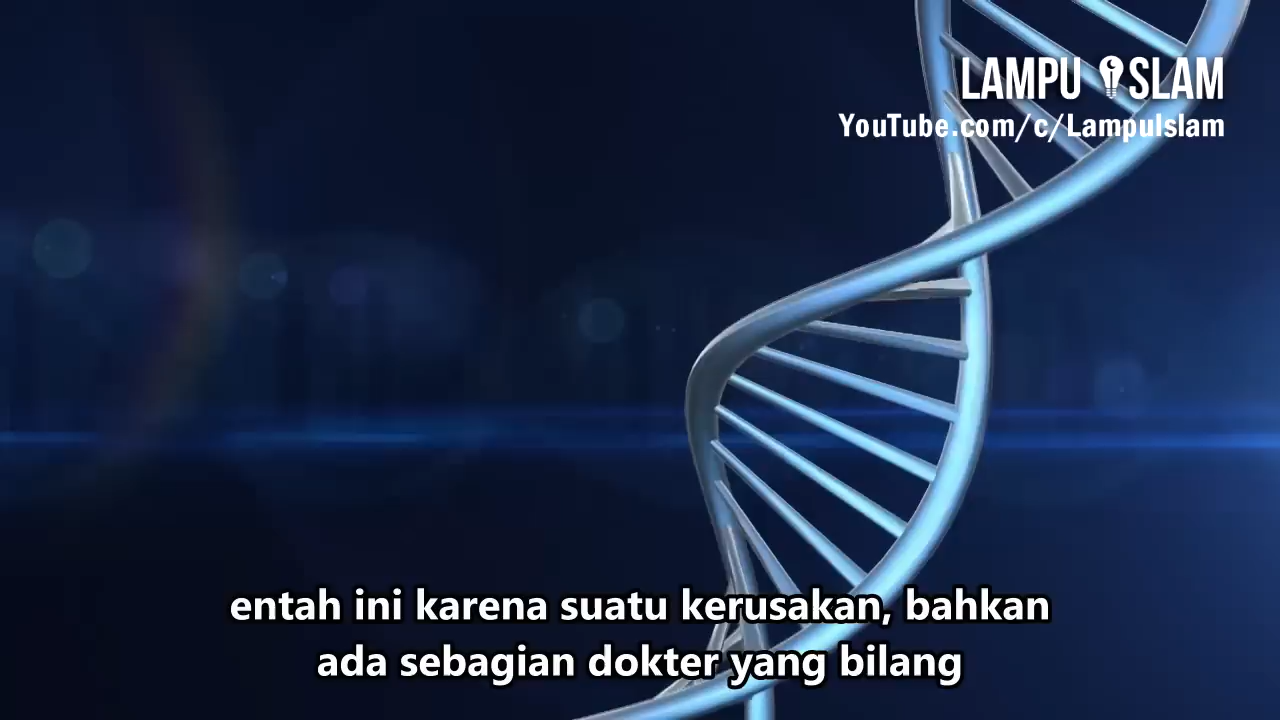 LAMPU ISLAM
YouTube.com/c/LampuIslam
entah ini karena suatu kerusakan, bahkan
ada sebagian dokter yang bilang